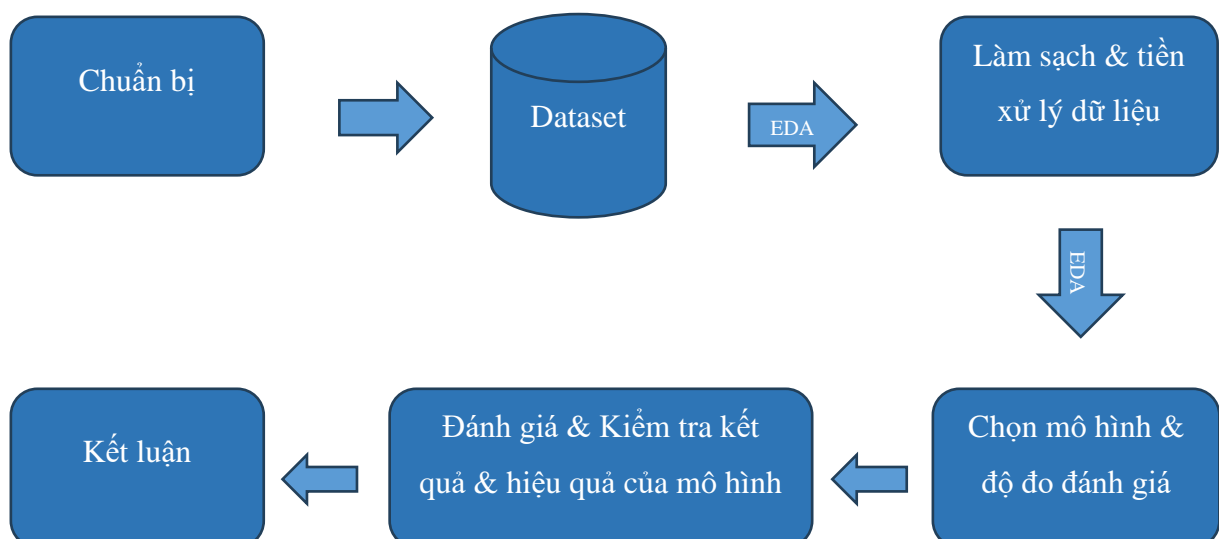 Chuẩn bị
Dataset
EDA
Làm sạch & tiền
xử lý dữ liệu
EDA
Chọn mô hình &
độ đo đánh giá
Đánh giá & Kiểm tra kết
quả & hiệu quả của mô hình
Kết luận